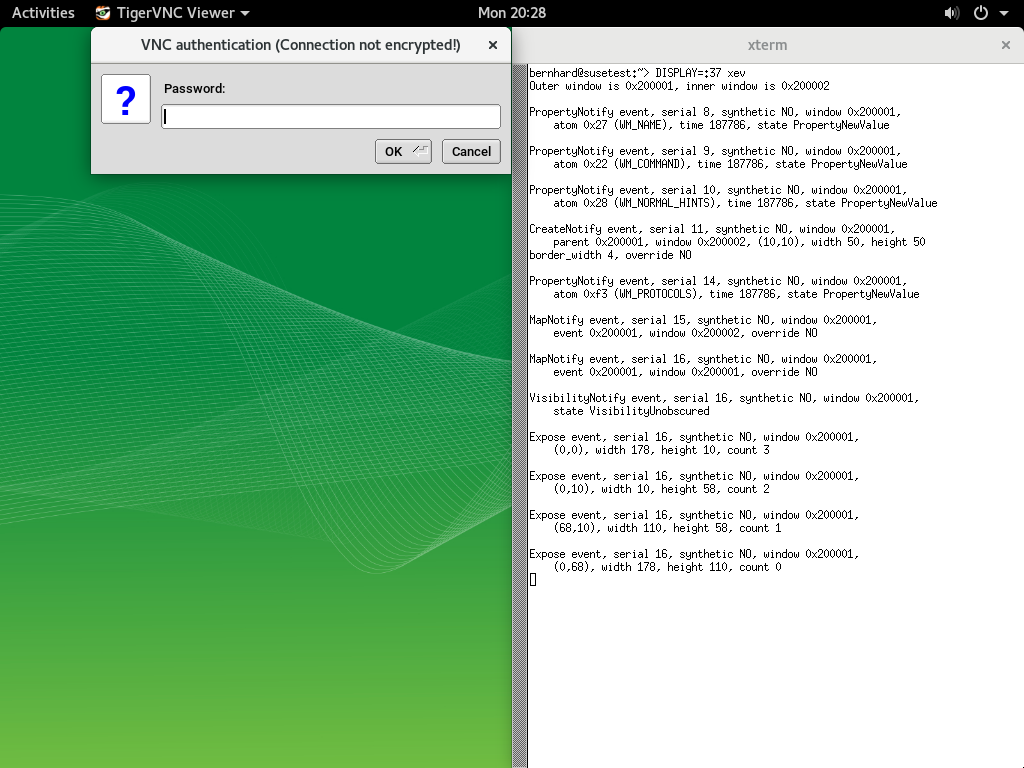 Activities TigerVNC Viewer Mon 20:28
VNC authentication (Connection not encrypted!)
?
Password:
OK Cancel
xterm
bernhard@susetest:~> DISPLAY=:37 xev
Outer window is 0x200001, inner window is 0x200002
PropertyNotify event, serial 8, synthetic NO, window 0x200001,
atom 0x27 (WM_NAME), time 187786, state PropertyNewValue
PropertyNotify event, serial 9, synthetic NO, window 0x200001,
atom 0x22 (WM_COMMAND), time 187786, state PropertyNewValue
PropertyNotify event, serial 10, synthetic NO, window 0x200001,
atom 0x28 (WM_NORMAL_HINTS), time 187786, state PropertyNewValue
CreateNotify event, serial 11, synthetic NO, window 0x200001,
parent 0x200001, window 0x200002, (10,10), width 50, height 50
border_width 4, override NO
PropertyNotify event, serial 14, synthetic NO, window 0x200001,
atom 0xf3 (WM_PROTOCOLS), time 187786, state PropertyNewValue
MapNotify event, serial 15, synthetic NO, window 0x200001,
event 0x200001, window 0x200002, override NO
MapNotify event, serial 16, synthetic NO, window 0x200001,
event 0x200001, window 0x200001, override NO
VisibilityNotify event, serial 16, synthetic NO, window 0x200001,
state VisibilityUnobscured
Expose event, serial 16, synthetic NO, window 0x200001,
(0,0), width 178, height 10, count 3
Expose event, serial 16, synthetic NO, window 0x200001,
(0,10), width 10, height 58, count 2
Expose event, serial 16, synthetic NO, window 0x200001,
(68,10), width 110, height 58, count 1
Expose event, serial 16, synthetic NO, window 0x200001,
(0,68), width 178, height 110, count 0